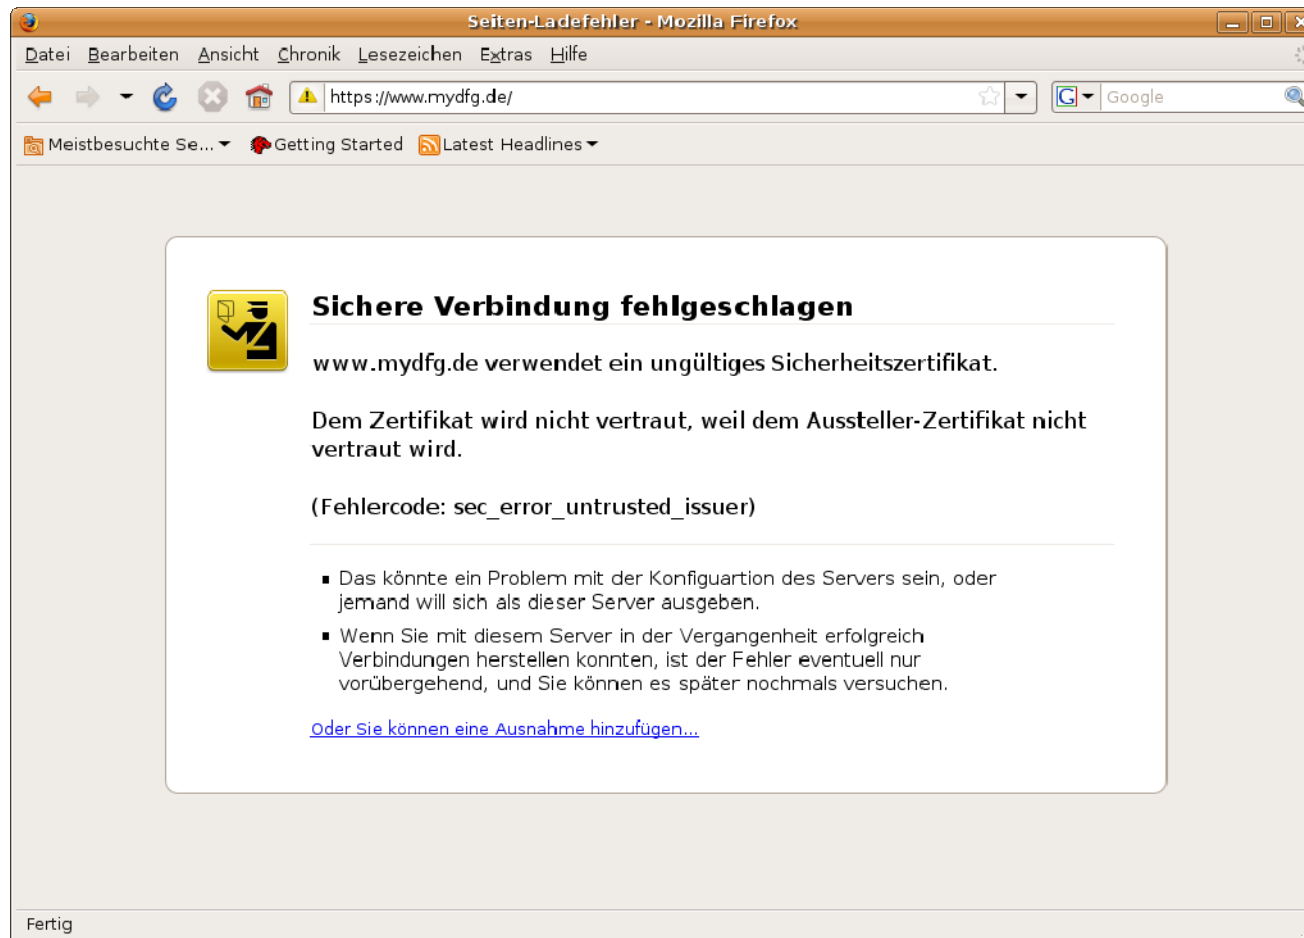 Seiten-Ladefehler - Mozilla Firefox
Datei Bearbeiten Ansicht Chronik Lesezeichen Extras Hilfe
https://www.mydfg.de/
G Google
Meistbesuchte Se... Getting Started Latest Headlines
Sichere Verbindung fehlgeschlagen
www.mydfg.de verwendet ein ungültiges Sicherheitszertifikat.
Dem Zertifikat wird nicht vertraut, weil dem Aussteller-Zertifikat nicht
vertraut wird.
(Fehlercode: sec_error_untrusted_issuer)
Das könnte ein Problem mit der Konfiguartion des Servers sein, oder
jemand will sich als dieser Server ausgeben.
Wenn Sie mit diesem Server in der Vergangenheit erfolgreich
Verbindungen herstellen konnten, ist der Fehler eventuell nur
vorübergehend, und Sie können es später nochmals versuchen.
Oder Sie können eine Ausnahme hinzufügen...
Fertig